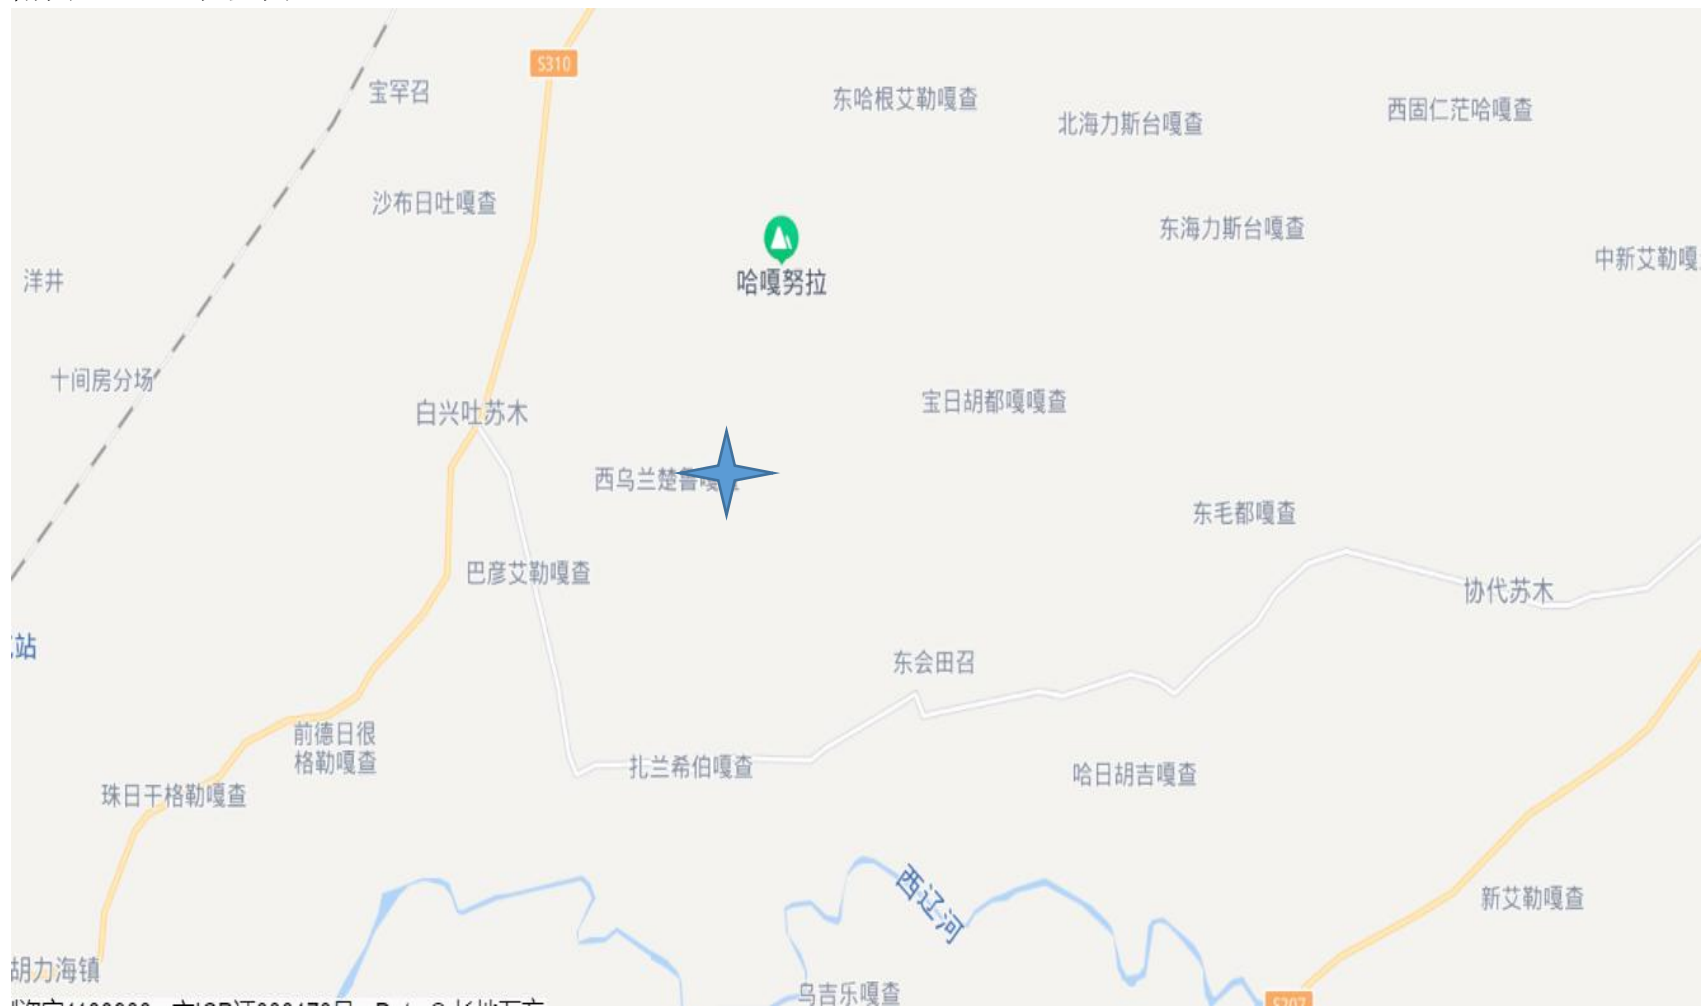 S310
宝罕召
东哈根艾勒嘎查
北海力斯台嘎查
西固仁茫哈嘎查
沙布日吐嘎查
东海力斯台嘎查
中新艾勒嘎
洋井
哈嘎努拉
十间房分场
白兴吐苏木
宝日胡都嘎嘎查
西乌兰楚鲁嘎查
东毛都嘎查
巴彦艾勒嘎查
协代苏木
站
东会田召
前德日很
格勒嘎查
扎兰希伯嘎查
哈日胡吉嘎查
珠日干格勒嘎查
西辽河
新艾勒嘎查
胡力海镇
乌吉乐嘎查
S307